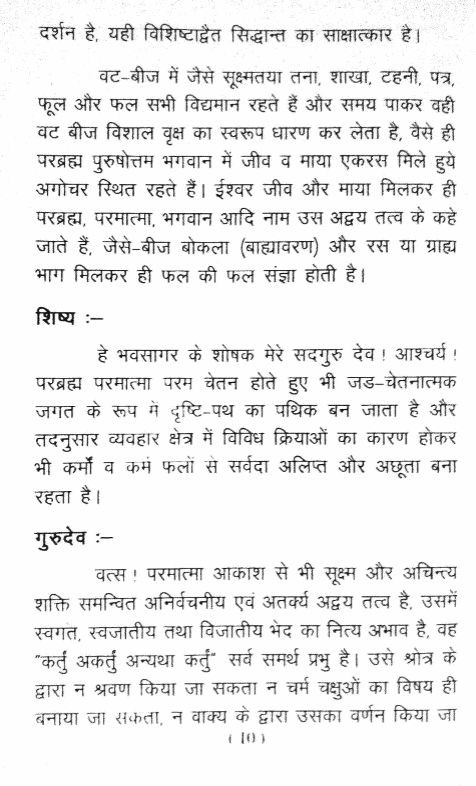 दर्शन है, यही विशिष्टाद्वैत सिद्धान्त का साक्षात्कार है।
वट–बीज में जैसे सूक्ष्मतया तना, शाखा, टहनी, पत्र,
फूल और फल सभी विद्यमान रहते हैं और समय पाकर वही
वट बीज विशाल वृक्ष का स्वरूप धारण कर लेता है, वैसे ही
परब्रह्म पुरुषोत्तम भगवान में जीव व माया एकरस मिले हुये
अगोचर स्थित रहते हैं। ईश्वर जीव और माया मिलकर ही
परब्रह्म, परमात्मा, भगवान आदि नाम उस अद्वय तत्व के कहे
जाते हैं, जैसे–बीज बोकला (बाह्यावरण) और रस या ग्राह्य
भाग मिलकर ही फल की फल संज्ञा होती है।
शिष्य :–
हे भवसागर के शोषक मेरे सदगुरु देव ! आश्चर्य !
परब्रह्म परमात्मा परम चेतन होते हुए भी जड–चेतनात्मक
जगत के रूप में दृष्टि–पथ का पथिक बन जाता है और
तदनुसार व्यवहार क्षेत्र में विविध क्रियाओं का कारण होकर
भी कर्मों व कर्म फलों से सर्वदा अलिप्त और अछूता बना
रहता है।
गुरुदेव :–
वत्स ! परमात्मा आकाश से भी सूक्ष्म और अचिन्त्य
शक्ति समन्वित अनिर्वचनीय एवं अतर्क्य अद्वय तत्व है, उसमें
स्वगत, स्वजातीय तथा विजातीय भेद का नित्य अभाव है, वह
"कर्तुं अकर्तुं अन्यथा कर्तुं" सर्व समर्थ प्रभु है। उसे श्रोत्र के
द्वारा न श्रवण किया जा सकता न चर्म चक्षुओं का विषय ही
बनाया जा सकता, न वाक्य के द्वारा उसका वर्णन किया जा
( 10 )